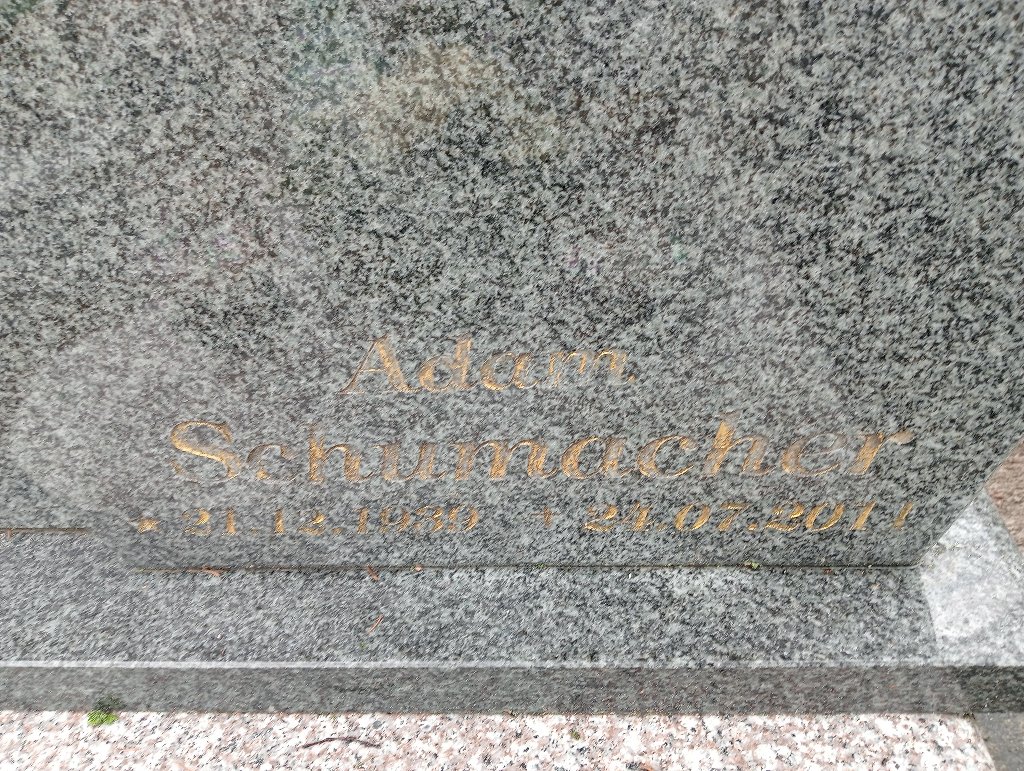 Adam
Schumacher
* 21.12.1939 + 24.07.2011